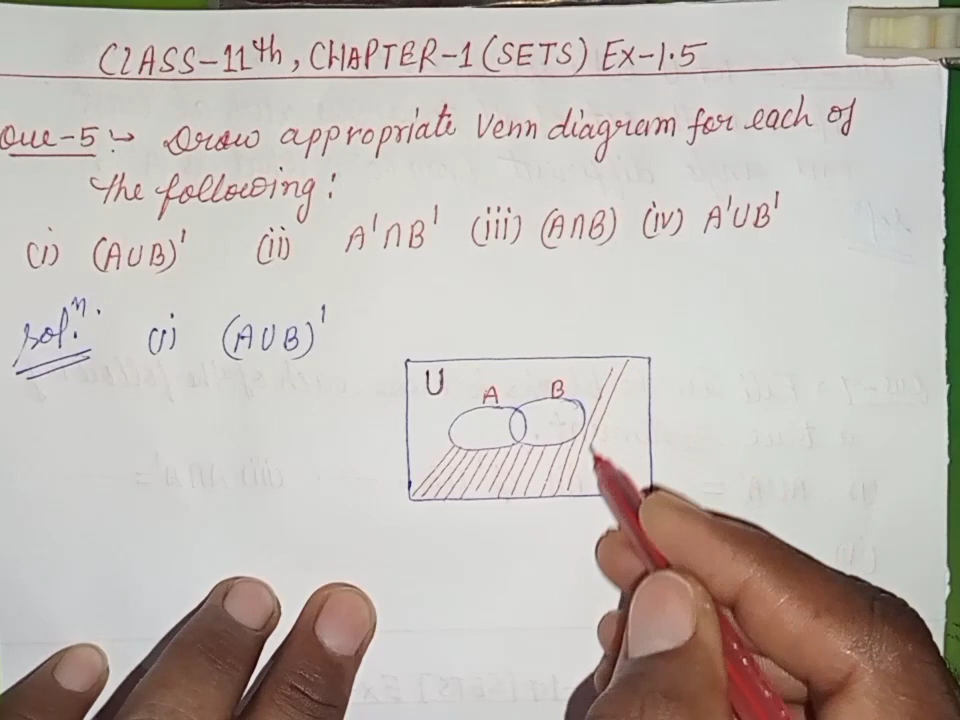 CLASS-11th, CHAPTER-1 (SETS) Ex-1.5
Que-5:→ Draw appropriate Venn diagram for each of
the following:
(i) (A∪B)' (ii) A'∩B' (iii) (A∩B) (iv) A'∪B'
Sol.ⁿ. (i) (A∪B)'
U
A B